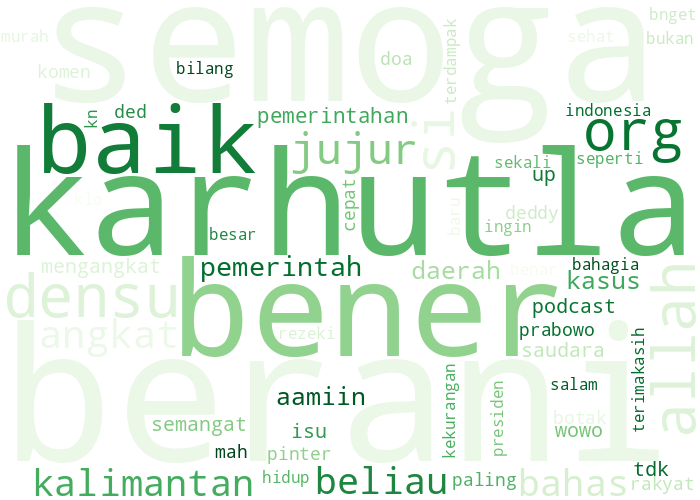 semoga
bnget
murah
sehat
bukan
komen
bilang
doa
terdampak
baik
kn
ded
pemerintahan
indonesia
org
jujur
si
sekali
seperti
karhutla
up
klo
cepat
baru
deddy
besar
ingin
mengangkat
pemerintah
daerah
benar
bahagia
kasus
allah
densu
bener
podcast
angkat
rezeki
prabowo
saudara
terimakasih
berani
kekurangan
presiden
salam
aamiin
semangat
isu
botak
wowo
mah
pinter
tdk
kalimantan
hidup
beliau
paling
bahas
rakyat